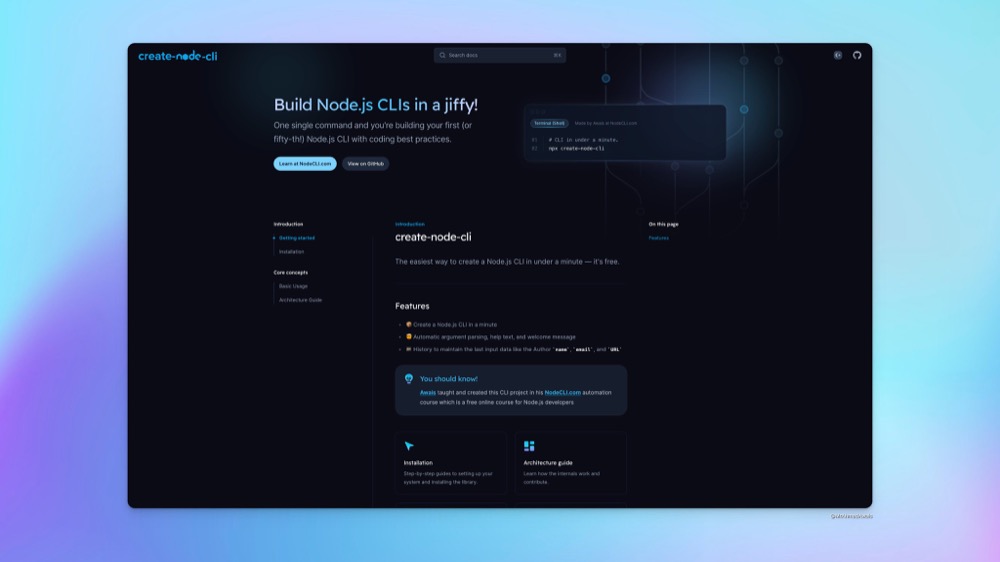 create-node-cli
Search docs
⌘K
Build Node.js CLIs in a jiffy!
One single command and you're building your first (or
fifty-th!) Node.js CLI with coding best practices.
Learn at NodeCLI.com
View on GitHub
Terminal (Shell)
Made by Awais at NodeCLI.com
01 # CLI in under a minute.
02 npx create-node-cli
Introduction
Getting started
Installation
Core concepts
Basic Usage
Architecture Guide
Introduction
create-node-cli
The easiest way to create a Node.js CLI in under a minute — it's free.
Features
Create a Node.js CLI in a minute
Automatic argument parsing, help text, and welcome message
History to maintain the last input data like the Author `name`, `email`, and `URL`
You should know!
Awais taught and created this CLI project in his NodeCLI.com automation
course which is a free online course for Node.js developers
Installation
Step-by-step guides to setting up your
system and installing the library.
Architecture guide
Learn how the internals work and
contribute.
On this page
Features